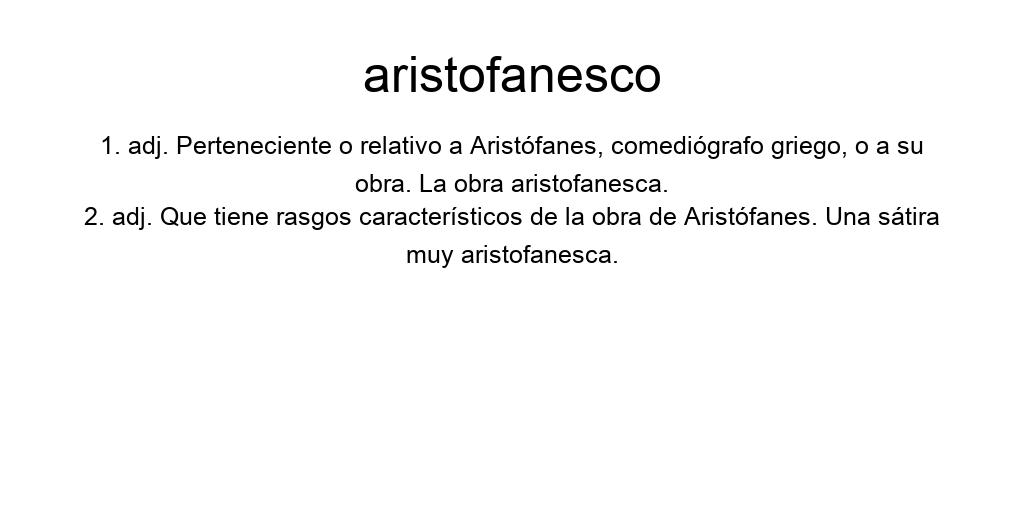 aristofanesco
1. adj. Perteneciente o relativo a Aristófanes, comediógrafo griego, o a su
obra. La obra aristofanesca.
2. adj. Que tiene rasgos característicos de la obra de Aristófanes. Una sátira
muy aristofanesca.